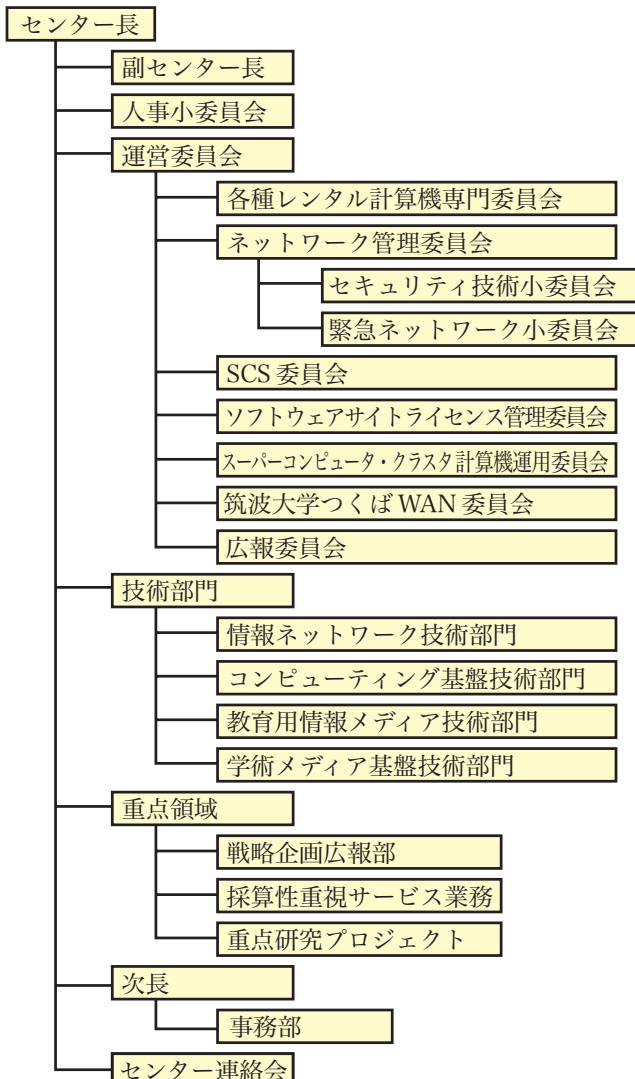 センター長
副センター長
人事小委員会
運営委員会
各種レンタル計算機専門委員会
ネットワーク管理委員会
セキュリティ技術小委員会
緊急ネットワーク小委員会
SCS 委員会
ソフトウェアサイトライセンス管理委員会
スーパーコンピュータ・クラスタ計算機運用委員会
筑波大学つくば WAN 委員会
広報委員会
技術部門
情報ネットワーク技術部門
コンピューティング基盤技術部門
教育用情報メディア技術部門
学術メディア基盤技術部門
重点領域
戦略企画広報部
採算性重視サービス業務
重点研究プロジェクト
次長
事務部
センター連絡会